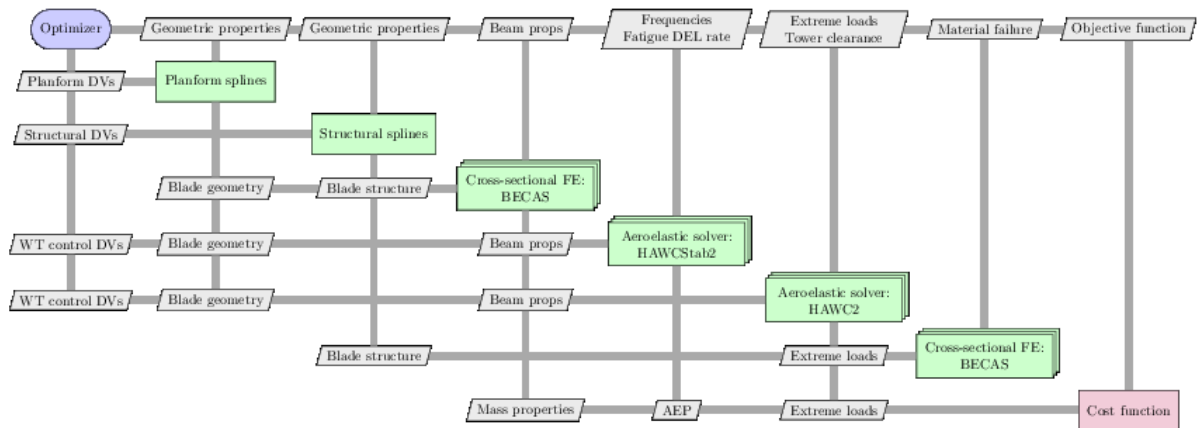 Optimizer
Geometric properties
Geometric properties
Beam props
Frequencies
Fatigue DEL rate
Extreme loads
Tower clearance
Material failure
Objective function
Planform DVs
Planform splines
Structural DVs
Structural splines
Blade geometry
Blade structure
Cross-sectional FE:
BECAS
WT control DVs
Blade geometry
Beam props
Aeroelastic solver:
HAWCStab2
WT control DVs
Blade geometry
Beam props
Aeroelastic solver:
HAWC2
Blade structure
Extreme loads
Cross-sectional FE:
BECAS
Mass properties
AEP
Extreme loads
Cost function